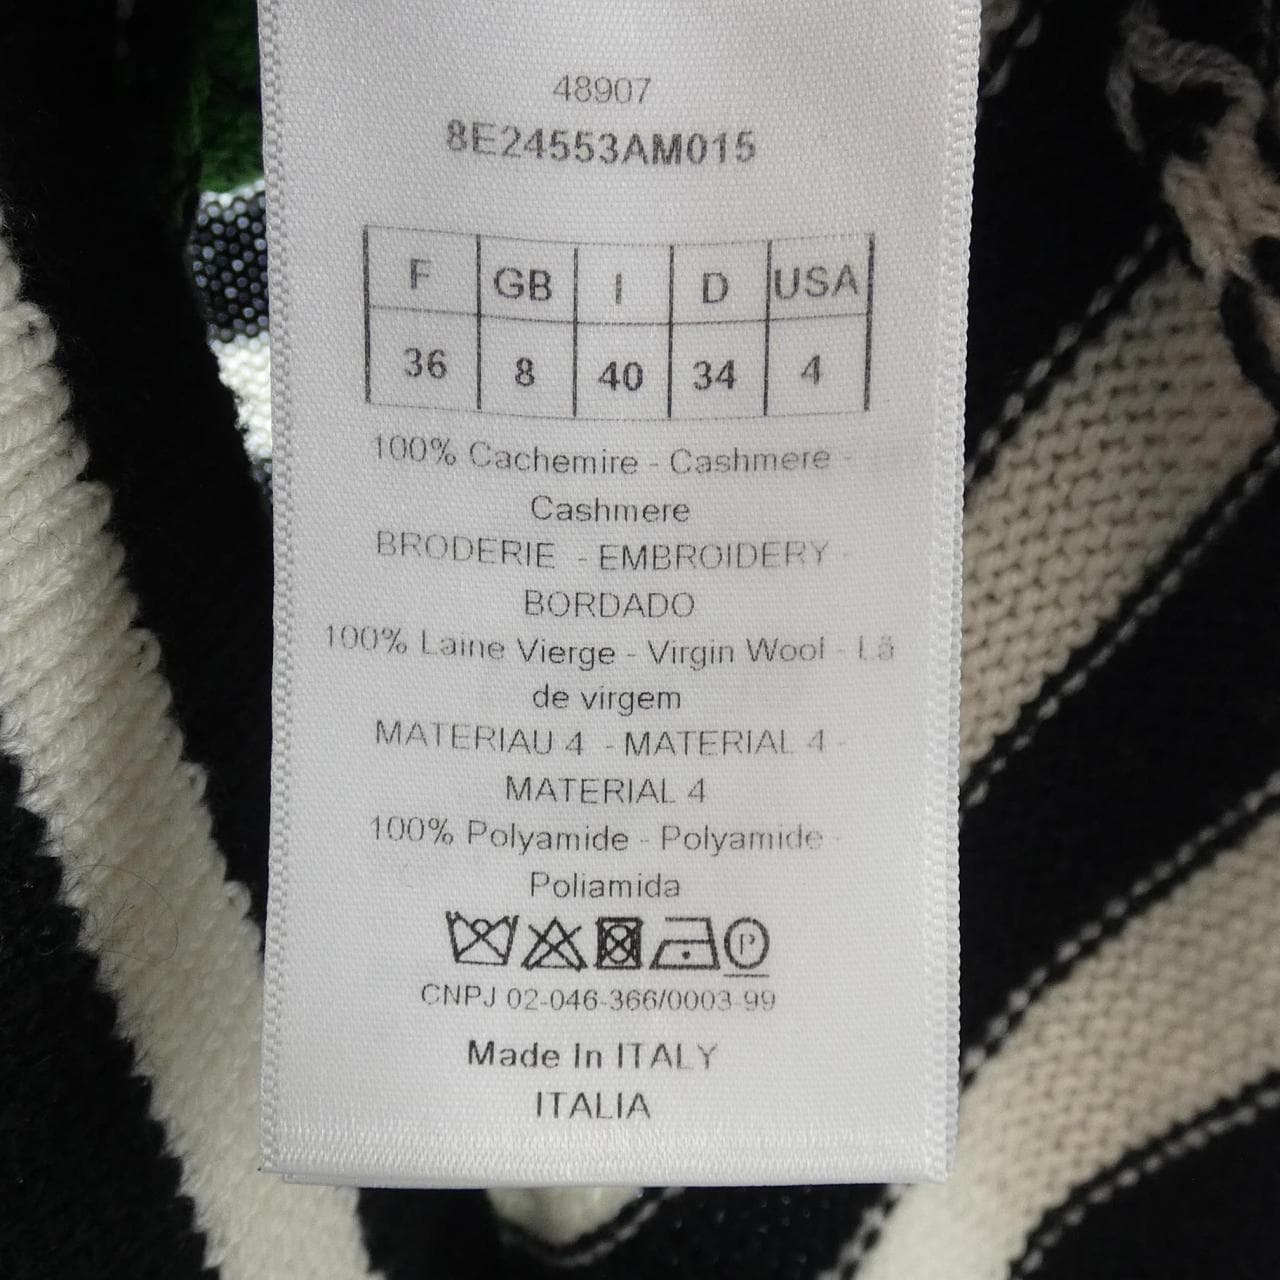 48907
8E24553AM015
F GB I D USA
36 8 40 34 4
100% Cachemire - Cashmere -
Cashmere
BRODERIE - EMBROIDERY -
BORDADO
100% Laine Vierge - Virgin Wool - Lã
de virgem
MATERIAU 4 - MATERIAL 4 -
MATERIAL 4
100% Polyamide - Polyamide -
Poliamida
P
CNPJ 02-046-366/0003-99
Made In ITALY
ITALIA